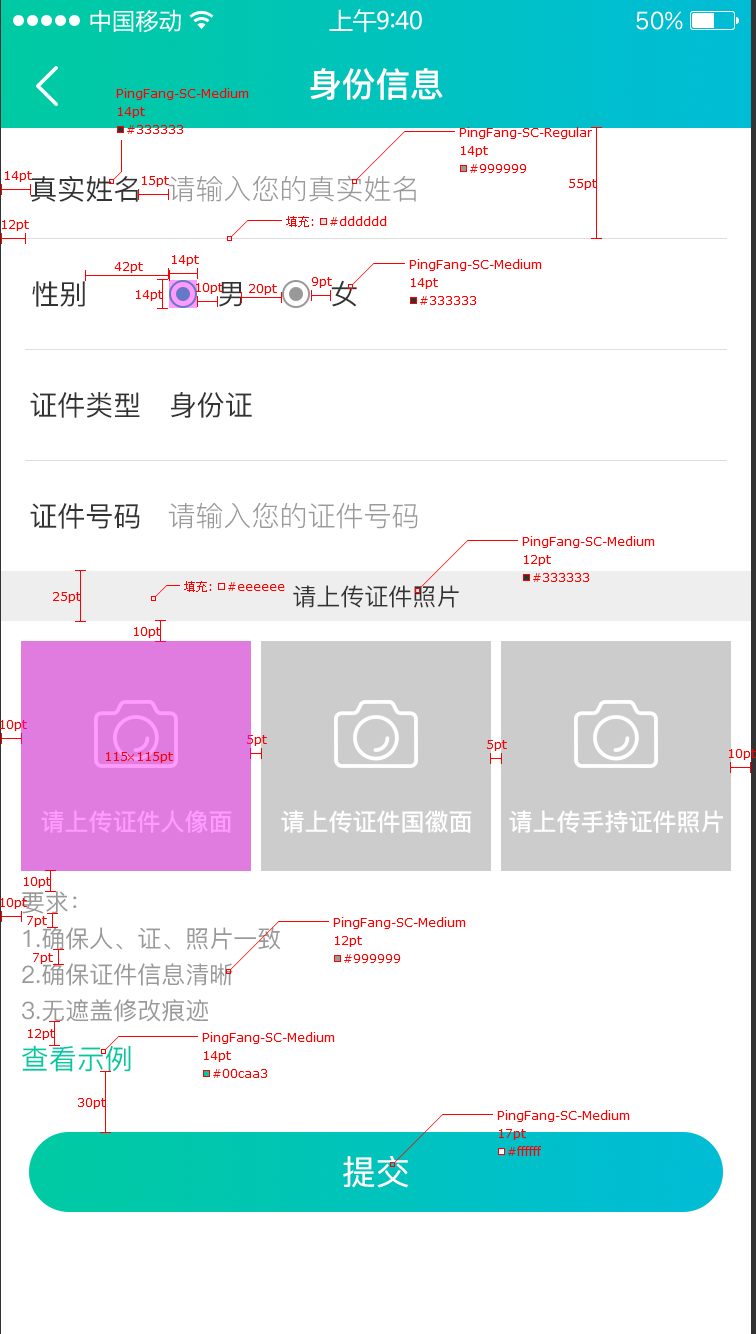 中国移动 上午9:40 50%
身份信息
PingFang-SC-Medium
14pt
#333333
PingFang-SC-Regular
14pt
#999999
55pt
14pt 真实姓名 15pt 请输入您的真实姓名
12pt
填充: #dddddd
42pt 14pt
PingFang-SC-Medium
14pt
#333333
性别 14pt 10pt 男 20pt 9pt 女
证件类型 身份证
证件号码 请输入您的证件号码
PingFang-SC-Medium
12pt
#333333
25pt 填充: #eeeeee 请上传证件照片
10pt
10pt 115×115pt 5pt 5pt 10pt
请上传证件人像面 请上传证件国徽面 请上传手持证件照片
10pt
10pt 要求:
7pt
1.确保人、证、照片一致
7pt
2.确保证件信息清晰
3.无遮盖修改痕迹
PingFang-SC-Medium
12pt
#999999
12pt
查看示例
PingFang-SC-Medium
14pt
#00caa3
30pt
PingFang-SC-Medium
17pt
#ffffff
提交